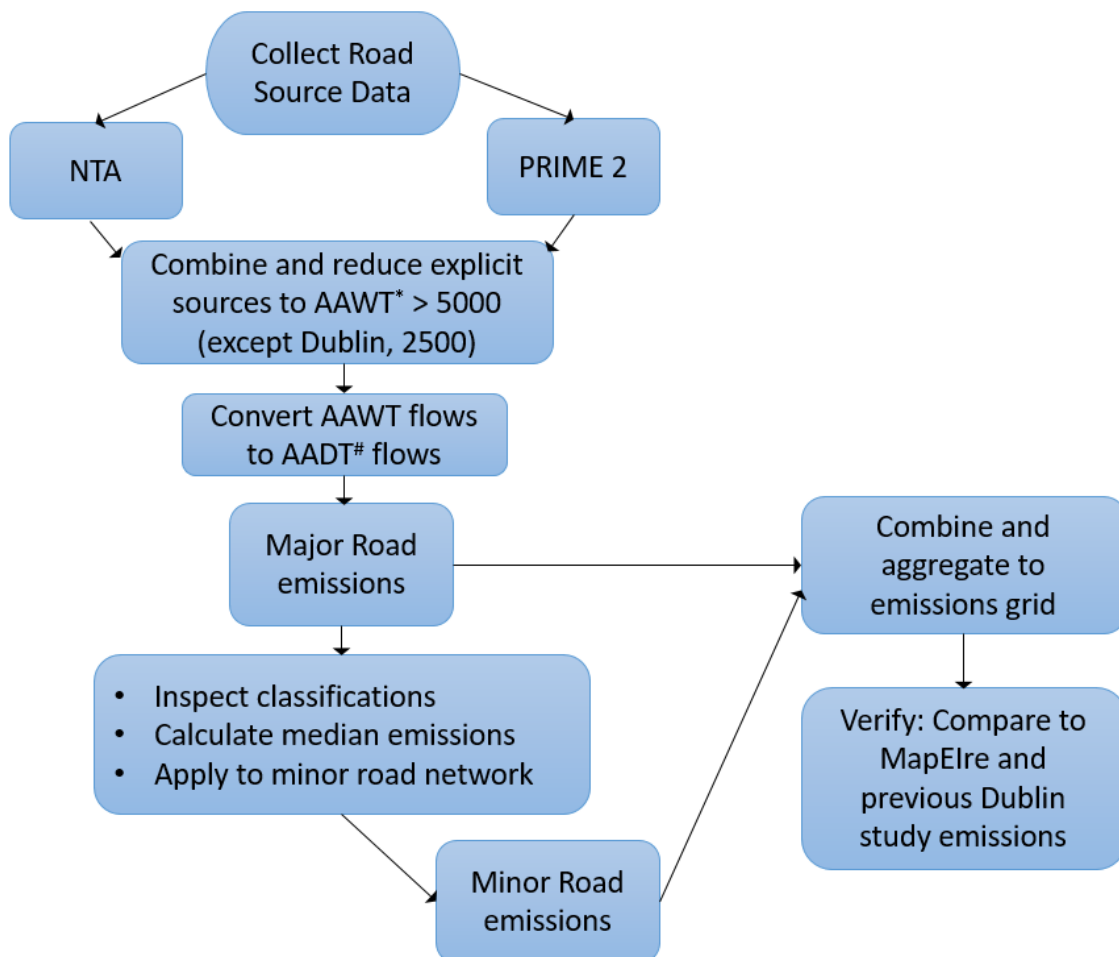 Collect Road
Source Data
NTA
PRIME 2
Combine and reduce explicit
sources to AAWT* > 5000
(except Dublin, 2500)
Convert AAWT flows
to AADT# flows
Major Road
emissions
• Inspect classifications
• Calculate median emissions
• Apply to minor road network
Minor Road
emissions
Combine and
aggregate to
emissions grid
Verify: Compare to
MapEIre and
previous Dublin
study emissions